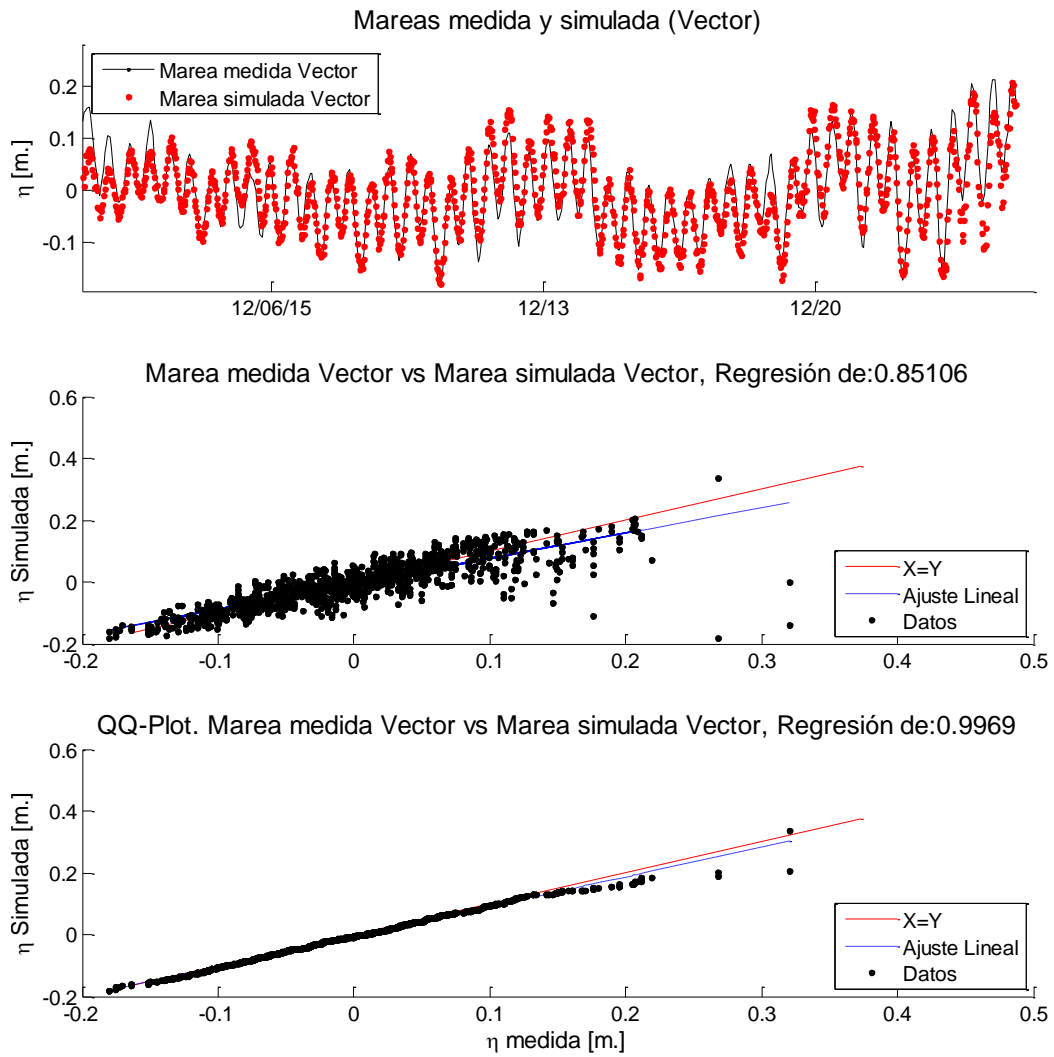 Mareas medida y simulada (Vector)
Marea medida Vector
Marea simulada Vector
η [m.]
0.2
0.1
0
-0.1
12/06/15
12/13
12/20
Marea medida Vector vs Marea simulada Vector, Regresión de:0.85106
η Simulada [m.]
0.6
0.4
0.2
0
-0.2
X=Y
Ajuste Lineal
Datos
-0.2
-0.1
0
0.1
0.2
0.3
0.4
0.5
QQ-Plot. Marea medida Vector vs Marea simulada Vector, Regresión de:0.9969
η Simulada [m.]
0.6
0.4
0.2
0
-0.2
X=Y
Ajuste Lineal
Datos
-0.2
-0.1
0
0.1
0.2
0.3
0.4
0.5
η medida [m.]